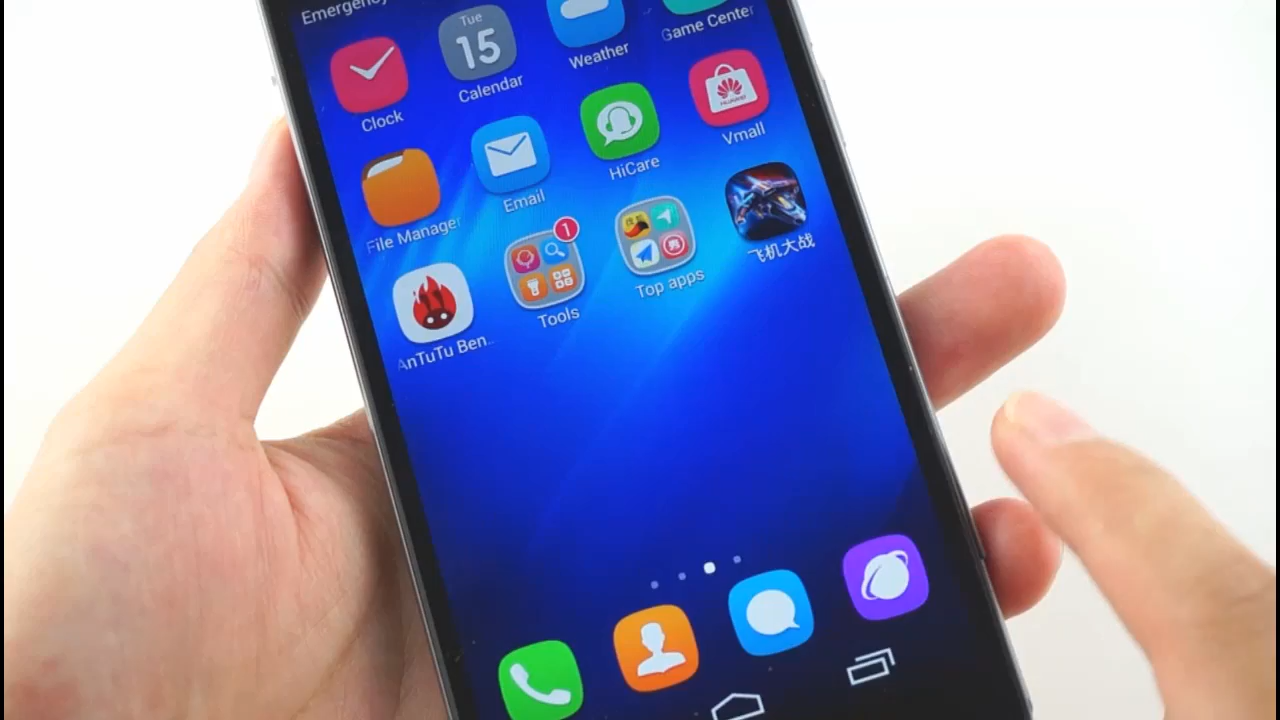 Emergency
Tue
15
Clock
Calendar
Weather
Game Center
File Manager
Email
HiCare
HUAWEI
Vmall
AnTuTu Ben...
1
Tools
Top apps
飞机大战